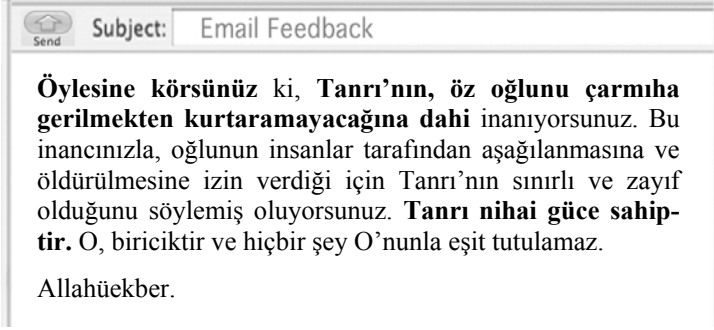 Send Subject: Email Feedback
Öylesine körsünüz ki, Tanrı’nın, öz oğlunu çarmıha
gerilmekten kurtaramayacağına dahi inanıyorsunuz. Bu
inancınızla, oğlunun insanlar tarafından aşağılanmasına ve
öldürülmesine izin verdiği için Tanrı’nın sınırlı ve zayıf
olduğunu söylemiş oluyorsunuz. Tanrı nihai güce sahip-
tir. O, biriciktir ve hiçbir şey O’nunla eşit tutulamaz.
Allahüekber.